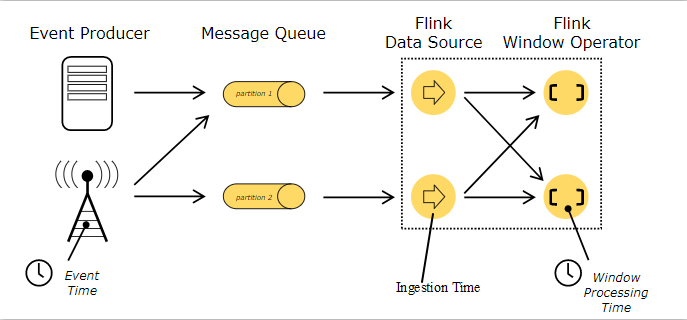 Event Producer
Message Queue
Flink
Data Source
Flink
Window Operator
partition 1
partition 2
Event
Time
Ingestion Time
Window
Processing
Time